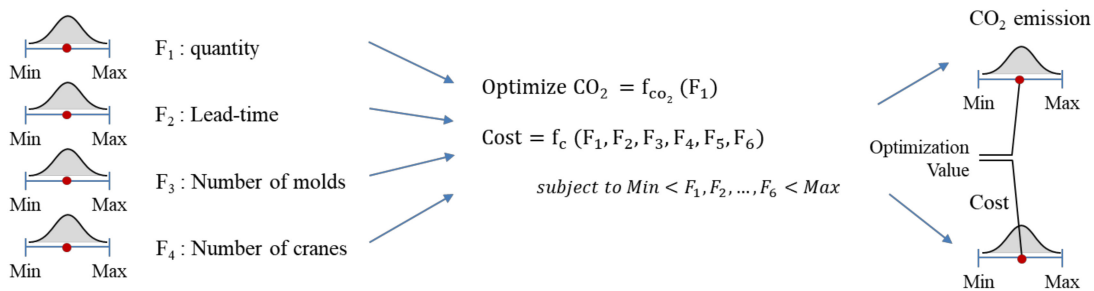 Min Max
F₁ : quantity
Min Max
F₂ : Lead-time
Min Max
F₃ : Number of molds
Min Max
F₄ : Number of cranes
Optimize CO₂ = f_co₂ (F₁)
Cost = f_c (F₁, F₂, F₃, F₄, F₅, F₆)
subject to Min < F₁, F₂, …, F₆ < Max
CO₂ emission
Min Max
Optimization
Value
Cost
Min Max